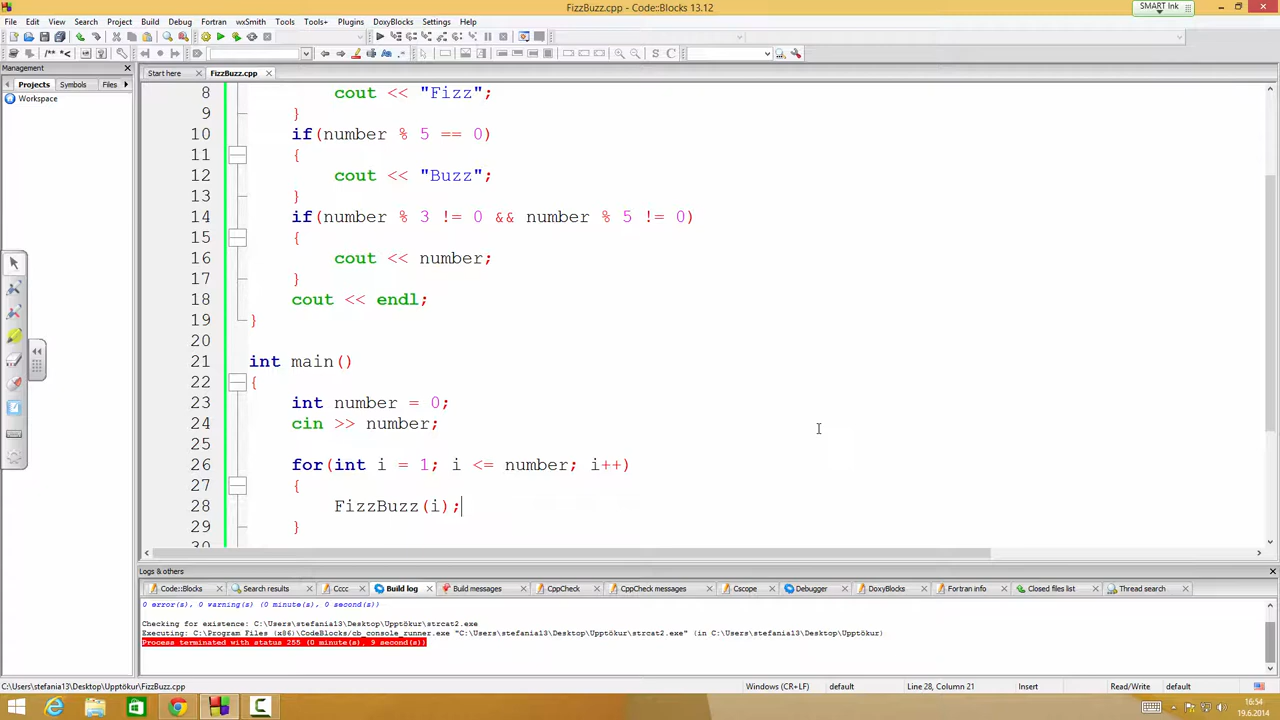 FizzBuzz.cpp - Code::Blocks 13.12
SMART Ink
File Edit View Search Project Build Debug Fortran wxSmith Tools Tools+ Plugins DoxyBlocks Settings Help
Management
Start here FizzBuzz.cpp
Projects Symbols Files
Workspace
8 cout << "Fizz";
9 }
10 if(number % 5 == 0)
11 {
12 cout << "Buzz";
13 }
14 if(number % 3 != 0 && number % 5 != 0)
15 {
16 cout << number;
17 }
18 cout << endl;
19 }
20
21 int main()
22 {
23 int number = 0;
24 cin >> number;
25
26 for(int i = 1; i <= number; i++)
27 {
28 FizzBuzz(i);
29 }
30
Logs & others
Code::Blocks Search results Cccc Build log Build messages CppCheck CppCheck messages Cscope Debugger DoxyBlocks Fortran info Closed files list Thread search
0 error(s), 0 warning(s) (0 minute(s), 0 second(s))
Checking for existence: C:\Users\stefania13\Desktop\Upptökur\strcat2.exe
Executing: C:\Program Files (x86)\CodeBlocks/cb_console_runner.exe "C:\Users\stefania13\Desktop\Upptökur\strcat2.exe" (in C:\Users\stefania13\Desktop\Upptökur)
Process terminated with status 255 (0 minute(s), 9 second(s))
C:\Users\stefania13\Desktop\Upptökur\FizzBuzz.cpp Windows (CR+LF) default Line 28, Column 21 Insert Read/Write default
16:54
19.6.2014